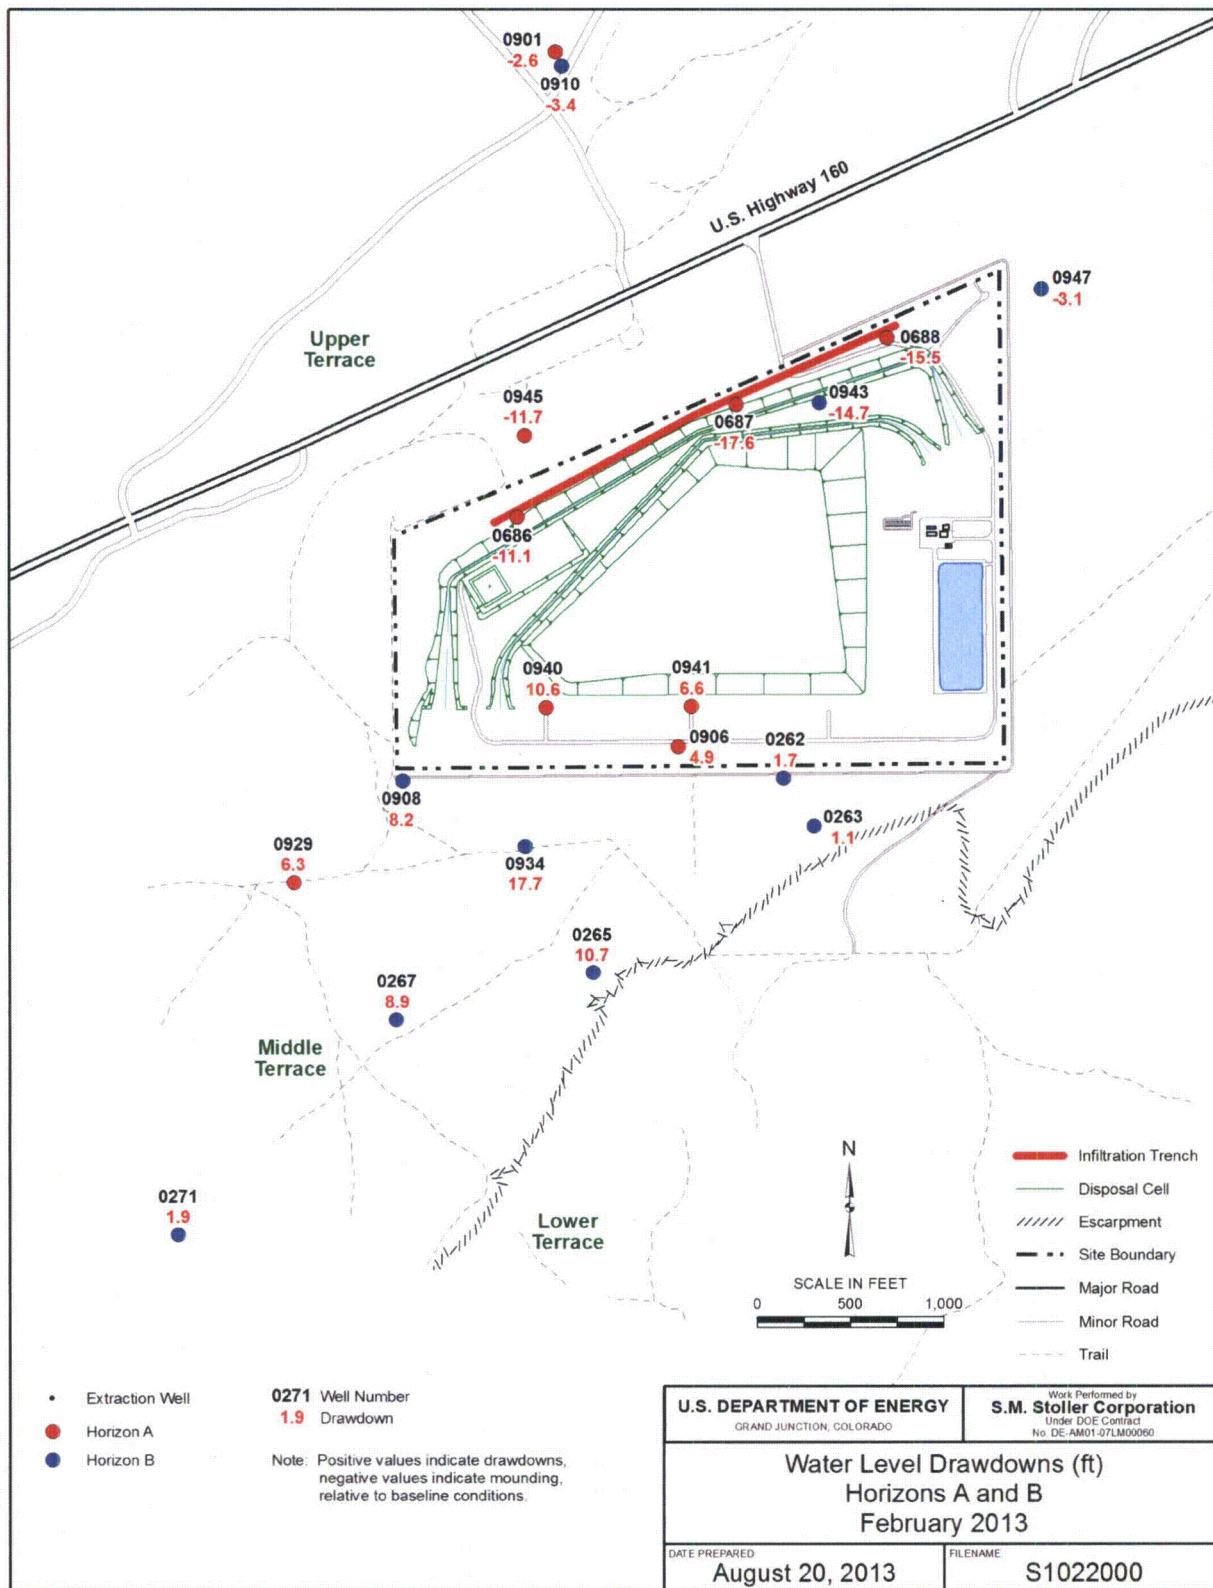 0901
-2.6
0910
-3.4
U.S. Highway 160
0947
-3.1
Upper
Terrace
0688
-15.5
0945
-11.7
0943
-14.7
0687
-17.6
0686
-11.1
0940
10.6
0941
6.6
0906
4.9
0262
1.7
0908
8.2
0263
1.1
0929
6.3
0934
17.7
0265
10.7
0267
8.9
Middle
Terrace
0271
1.9
Lower
Terrace
N
SCALE IN FEET
0 500 1,000
Infiltration Trench
Disposal Cell
Escarpment
Site Boundary
Major Road
Minor Road
Trail
Extraction Well
Horizon A
Horizon B
0271 Well Number
1.9 Drawdown
Note: Positive values indicate drawdowns,
negative values indicate mounding,
relative to baseline conditions.
U.S. DEPARTMENT OF ENERGY
GRAND JUNCTION, COLORADO
Work Performed by
S.M. Stoller Corporation
Under DOE Contract
No. DE-AM01-07LM00060
Water Level Drawdowns (ft)
Horizons A and B
February 2013
DATE PREPARED
August 20, 2013
FILENAME
S1022000